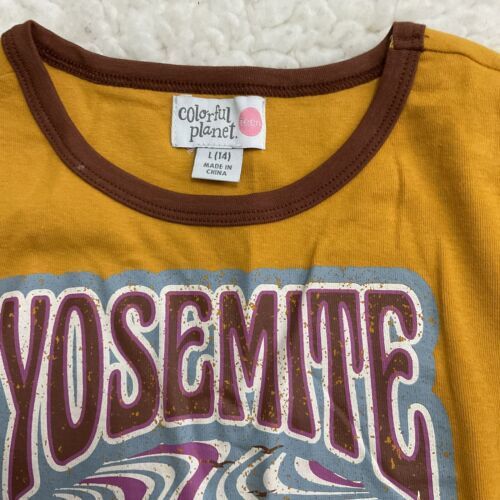 colorful
planet.
L (14)
MADE IN
CHINA
YOSEMITE